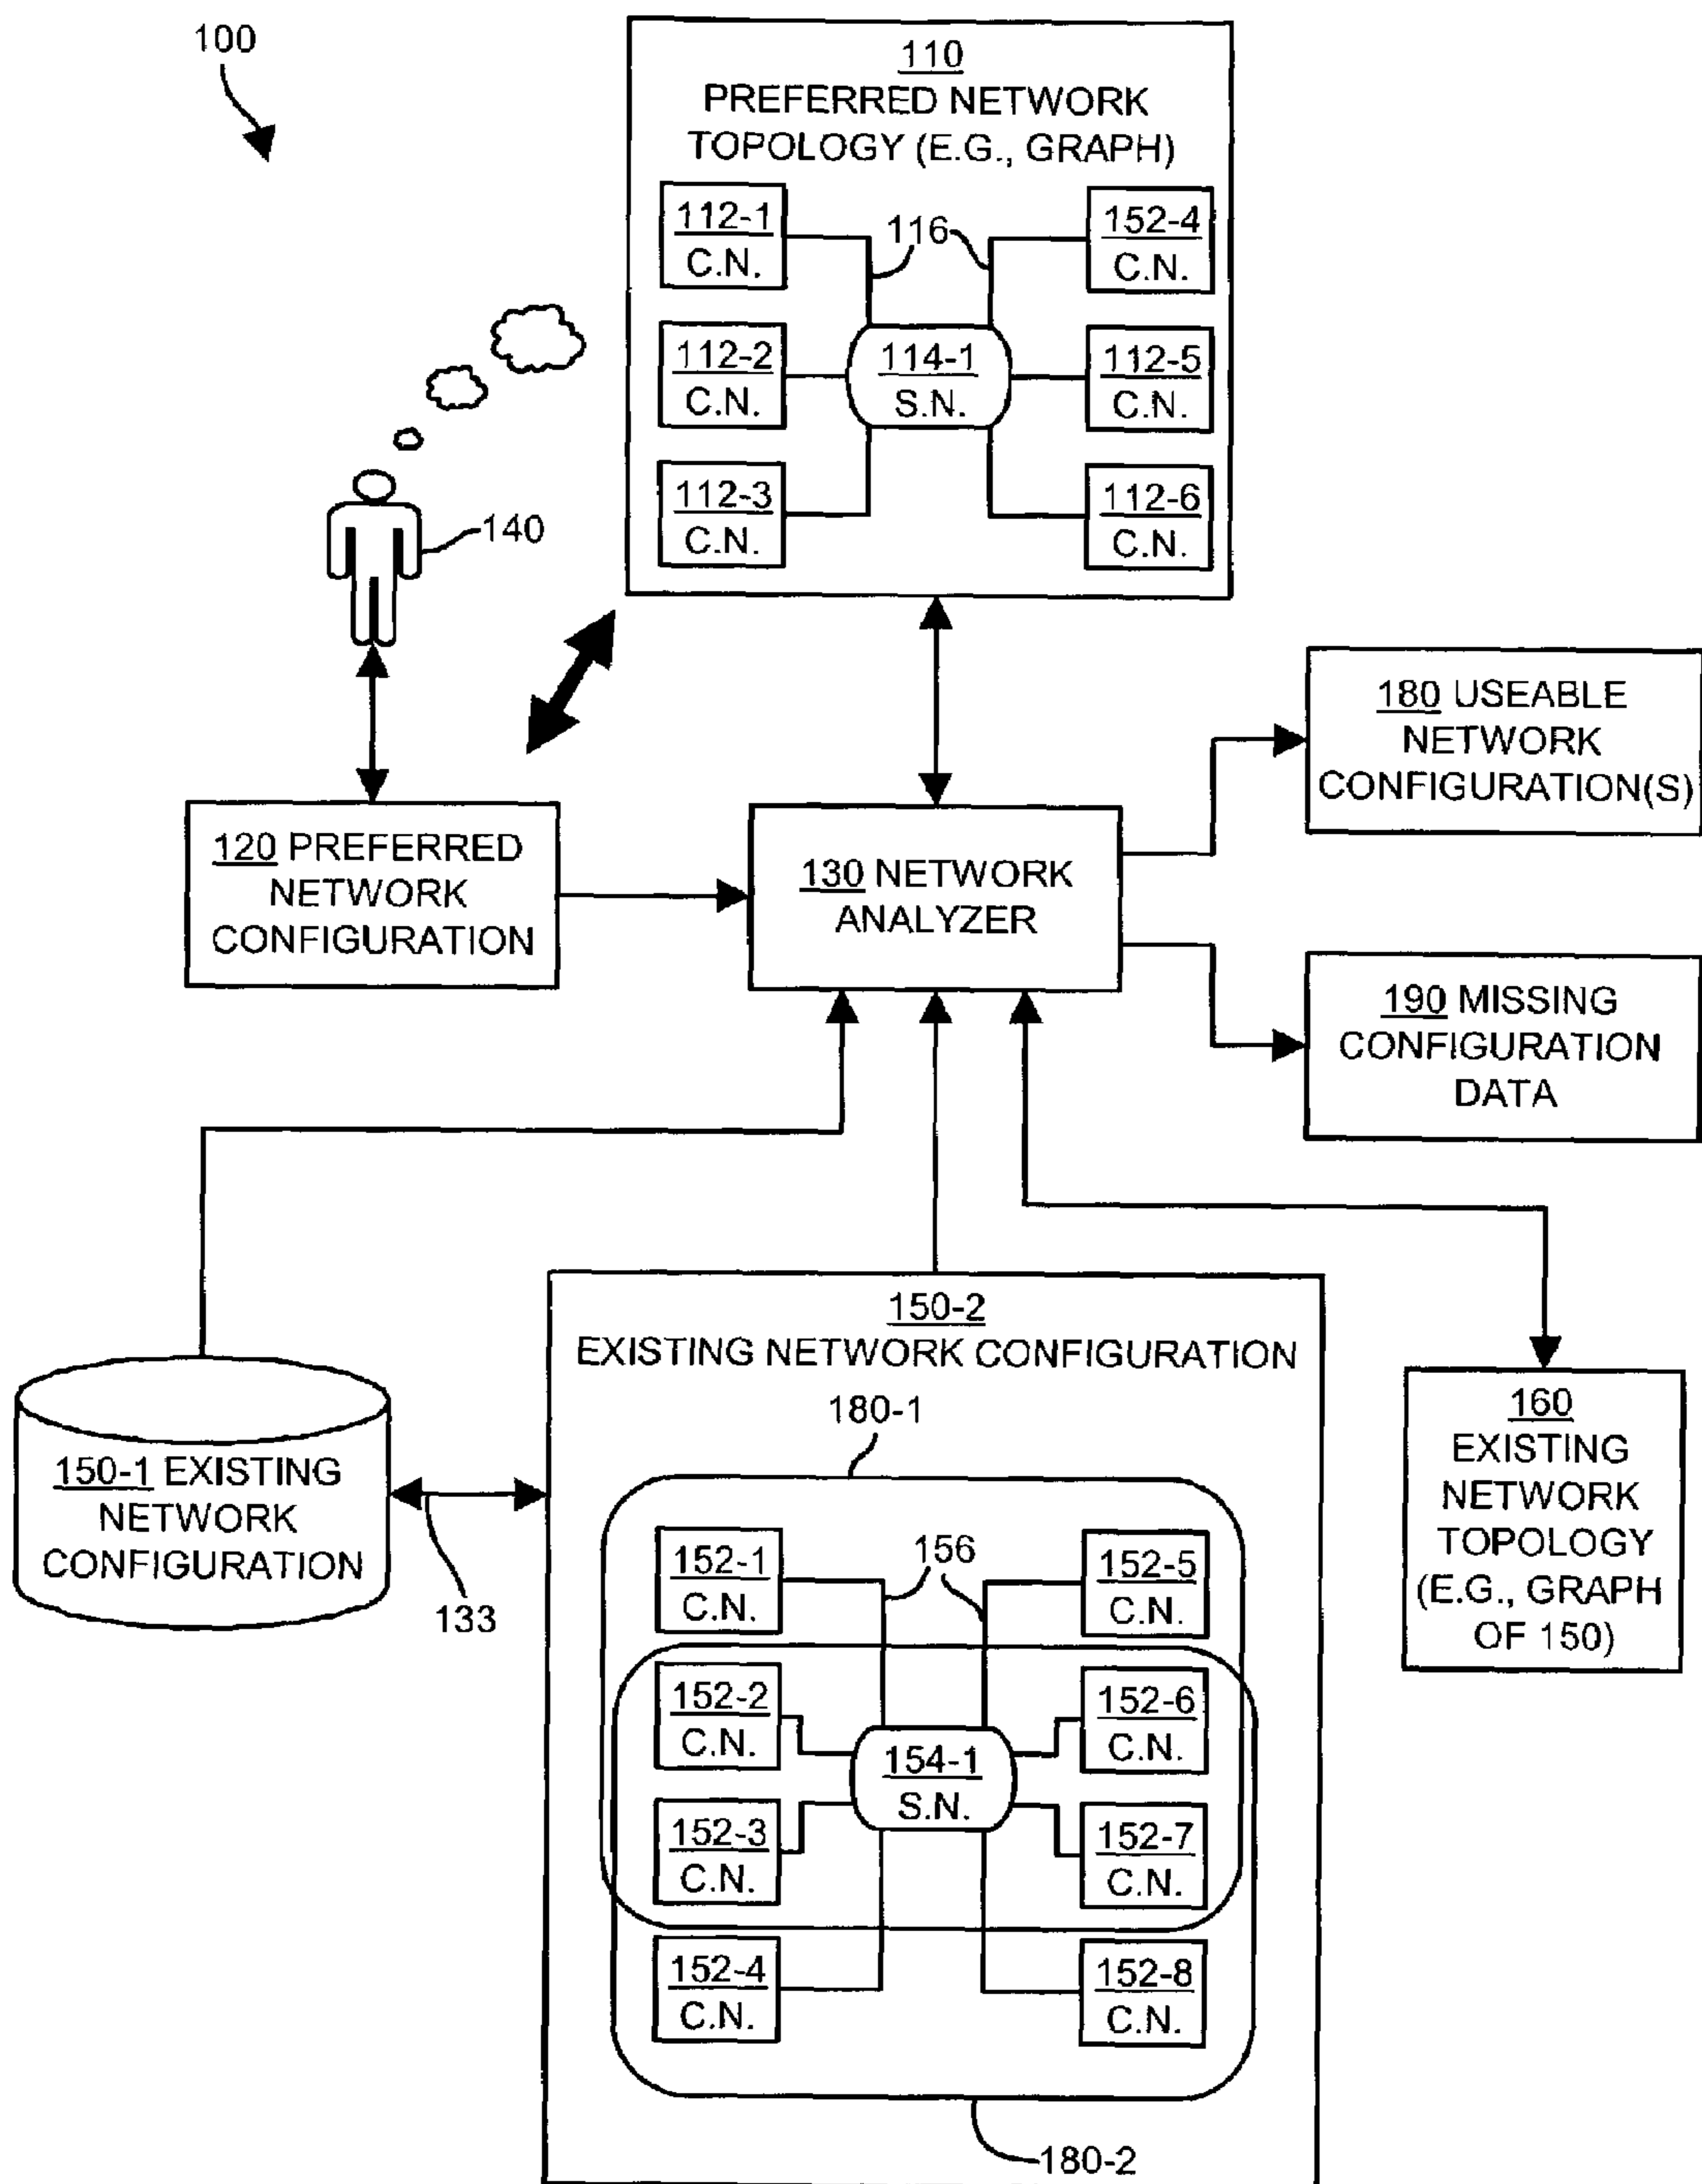 100
110
PREFERRED NETWORK
TOPOLOGY (E.G., GRAPH)
112-1
C.N.
116
152-4
C.N.
112-2
C.N.
114-1
S.N.
112-5
C.N.
112-3
C.N.
112-6
C.N.
140
120 PREFERRED
NETWORK
CONFIGURATION
130 NETWORK
ANALYZER
180 USEABLE
NETWORK
CONFIGURATION(S)
190 MISSING
CONFIGURATION
DATA
150-1 EXISTING
NETWORK
CONFIGURATION
133
150-2
EXISTING NETWORK CONFIGURATION
180-1
152-1
C.N.
156
152-5
C.N.
152-2
C.N.
154-1
S.N.
152-6
C.N.
152-3
C.N.
152-7
C.N.
152-4
C.N.
152-8
C.N.
180-2
160
EXISTING
NETWORK
TOPOLOGY
(E.G., GRAPH
OF 150)